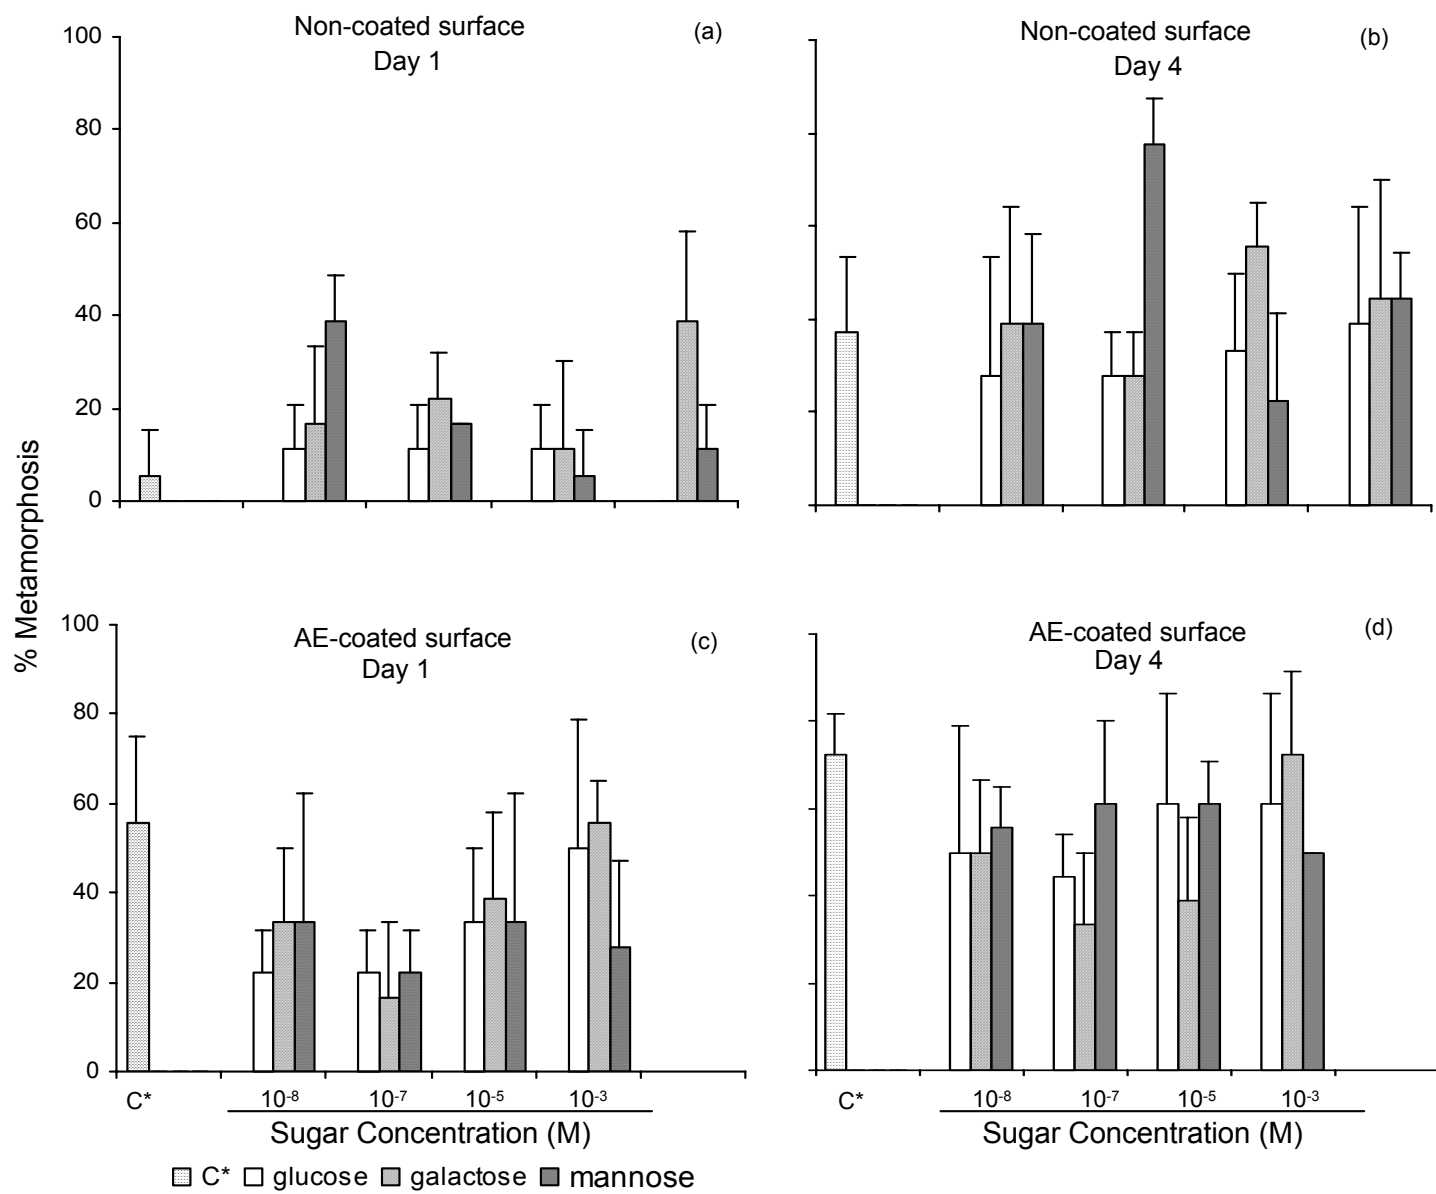 Non-coated surface
Day 1
(a)
100
80
60
40
20
0
Non-coated surface
Day 4
(b)
% Metamorphosis
AE-coated surface
Day 1
(c)
100
80
60
40
20
0
C* 10⁻⁸ 10⁻⁷ 10⁻⁵ 10⁻³
Sugar Concentration (M)
AE-coated surface
Day 4
(d)
C* 10⁻⁸ 10⁻⁷ 10⁻⁵ 10⁻³
Sugar Concentration (M)
C* glucose galactose mannose